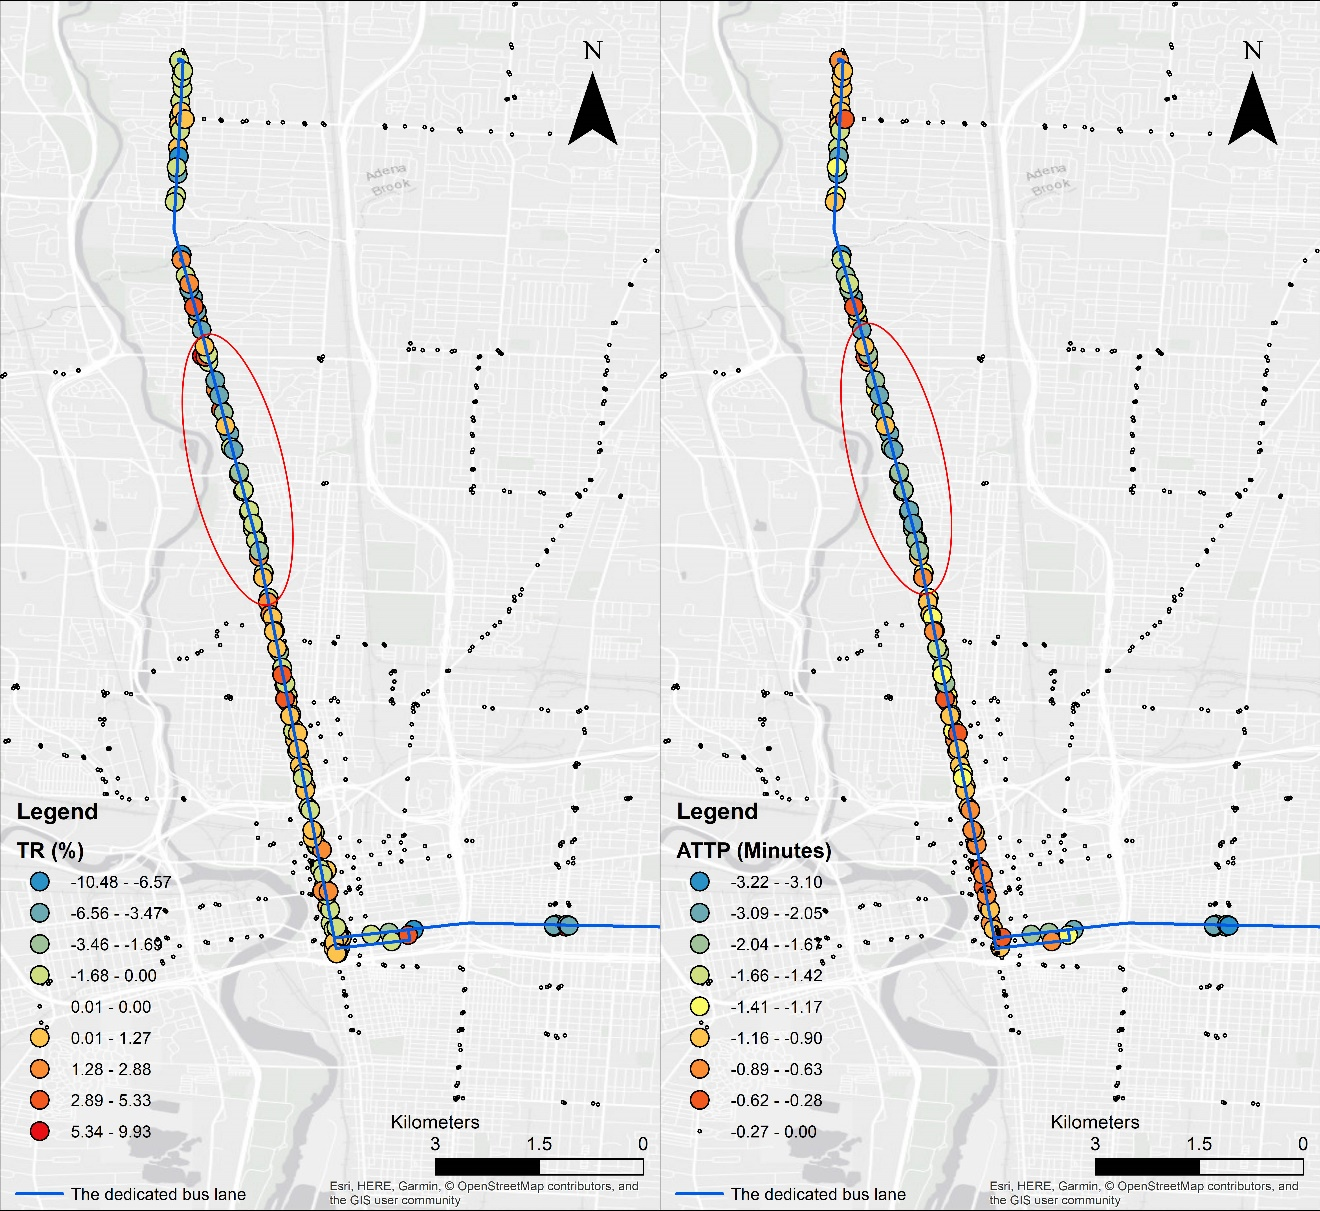 N
Adena
Brook
Legend
TR (%)
-10.48 - -6.57
-6.56 - -3.47
-3.46 - -1.69
-1.68 - 0.00
0.01 - 0.00
0.01 - 1.27
1.28 - 2.88
2.89 - 5.33
5.34 - 9.93
The dedicated bus lane
Kilometers
3 1.5 0
Esri, HERE, Garmin, © OpenStreetMap contributors, and
the GIS user community
N
Adena
Brook
Legend
ATTP (Minutes)
-3.22 - -3.10
-3.09 - -2.05
-2.04 - -1.67
-1.66 - -1.42
-1.41 - -1.17
-1.16 - -0.90
-0.89 - -0.63
-0.62 - -0.28
-0.27 - 0.00
The dedicated bus lane
Kilometers
3 1.5 0
Esri, HERE, Garmin, © OpenStreetMap contributors, and
the GIS user community